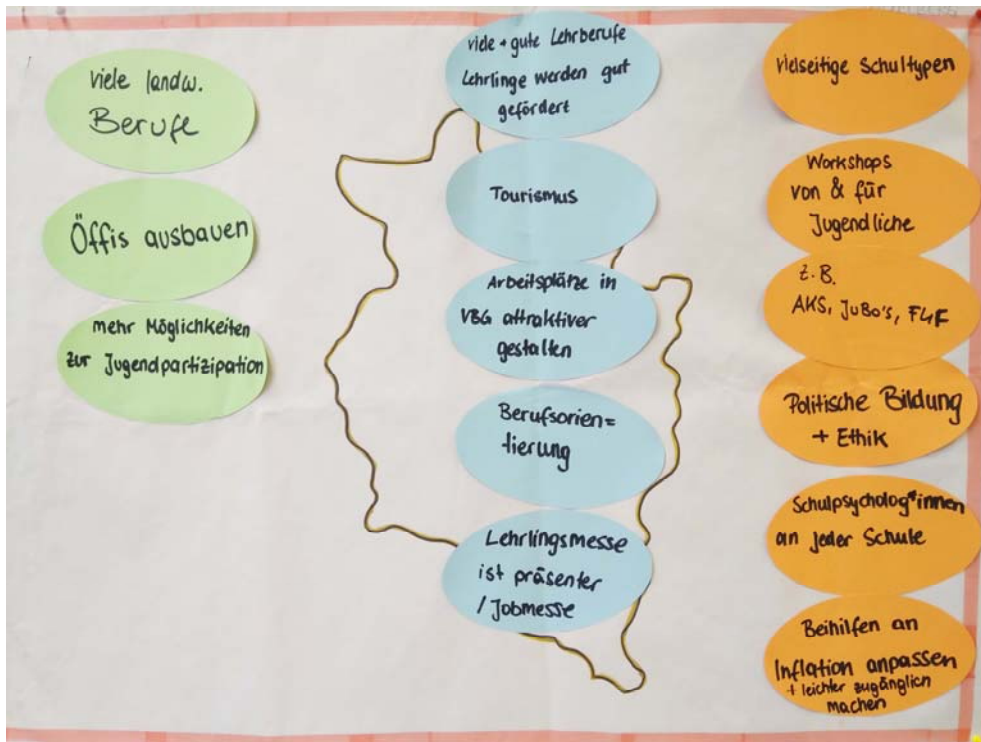 viele landw.
Berufe
Öffis ausbauen
mehr Möglichkeiten
zur Jugendpartizipation
viele + gute Lehrberufe
Lehrlinge werden gut
gefördert
Tourismus
Arbeitsplätze in
VBG attraktiver
gestalten
Berufsorien=
tierung
Lehrlingsmesse
ist präsenter
/ Jobmesse
vielseitige Schultypen
Workshops
von & für
Jugendliche
z. B.
AKS, JuBo's, F4F
Politische Bildung
+ Ethik
Schulpsycholog*innen
an jeder Schule
Beihilfen an
Inflation anpassen
+ leichter zugänglich
machen